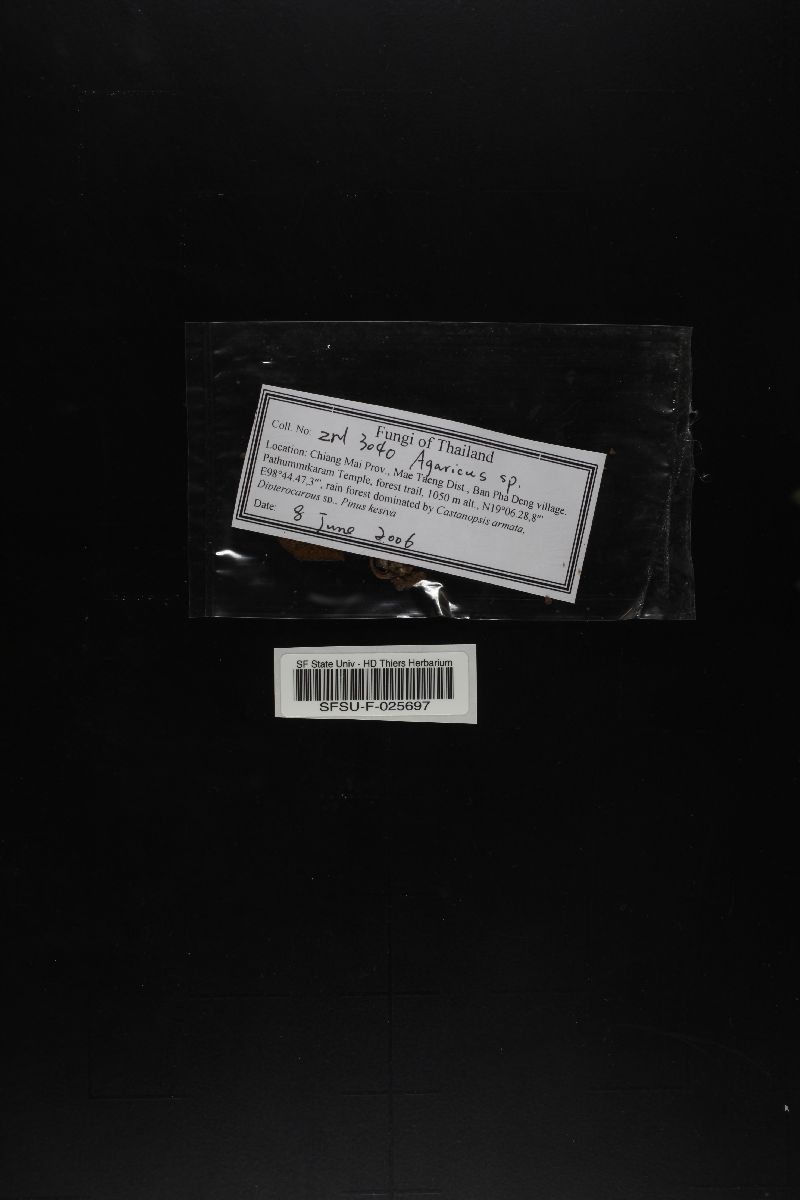 Fungi of Thailand
Coll. No: zrl 3040 Agaricus sp.
Location: Chiang Mai Prov., Mae Taeng Dist., Ban Pha Deng village,
Pathummikaram Temple, forest trail, 1050 m alt., N19°06.28,8"'
E98°44.47,3"', rain forest dominated by Castanopsis armata,
Dipterocarpus sp., Pinus kesiya
Date: 8 June 2006
SF State Univ - HD Thiers Herbarium
SFSU-F-025697